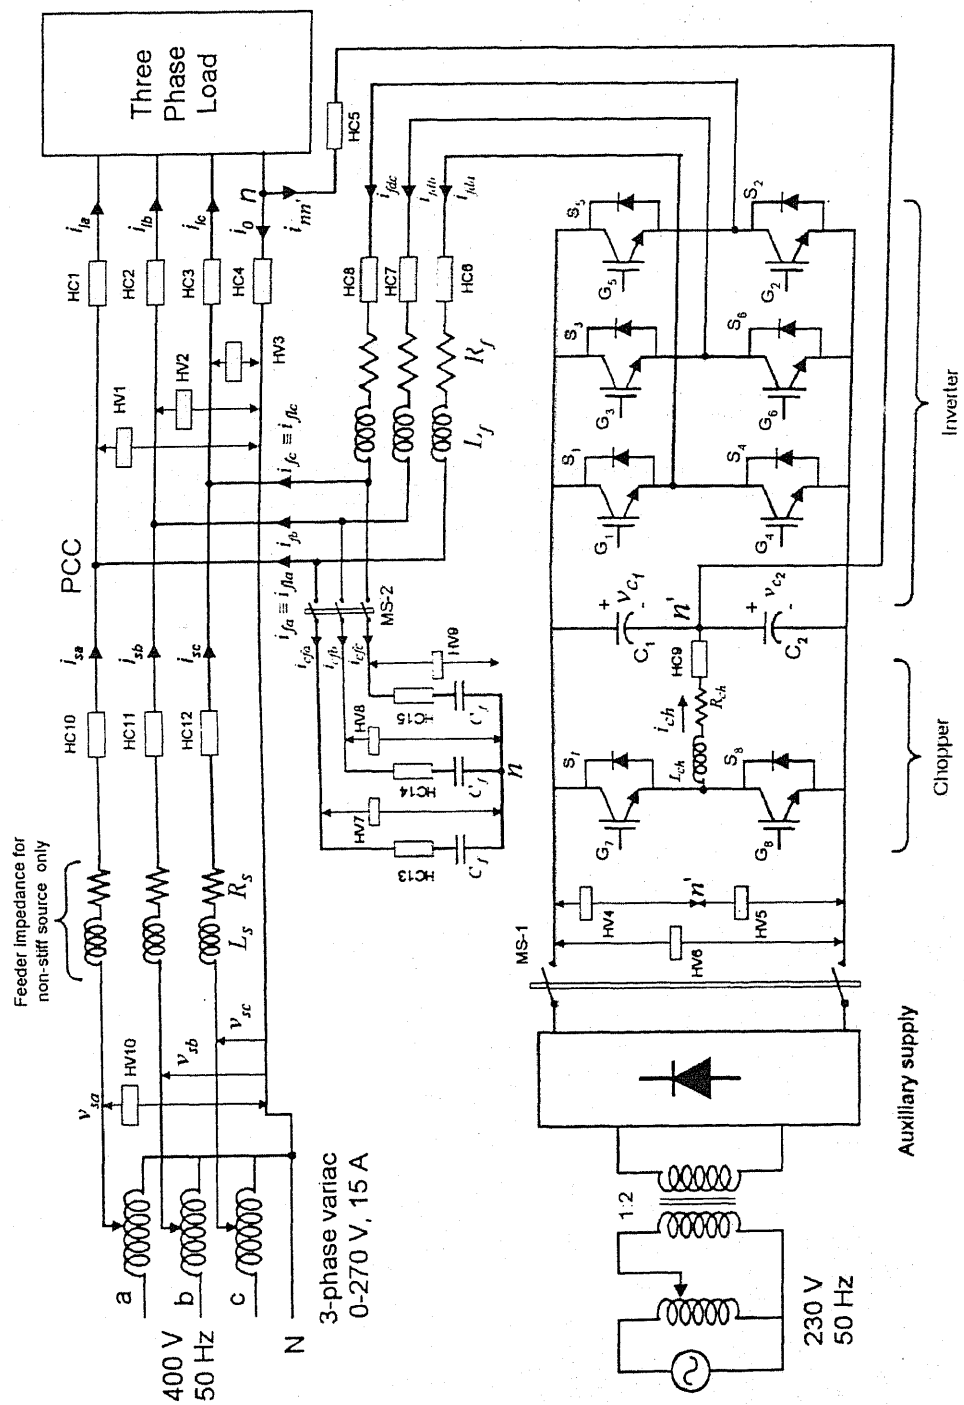 Three
Phase
Load
HC5
n
i_la
i_lb
i_lc
i_0
i_nn'
HC1
HC2
HC3
HC4
HC8
HC7
HC6
i_fdc
i_fdb
i_fda
HV1
HV2
HV3
R_f
L_f
i_fc ≡ i_flc
i_fb
i_fa ≡ i_fla
PCC
MS-2
i_sa
i_sb
i_sc
HC10
HC11
HC12
i_cfa
i_cfb
i_cfc
HV9
HV8
HV7
HC14
HC13
C_f
C_f
C_f
n
Feeder impedance for
non-stiff source only
R_s
L_s
v_sa
v_sb
v_sc
HV10
a
b
c
N
400 V
50 Hz
3-phase variac
0-270 V, 15 A
S_5
S_2
G_5
G_2
S_3
S_6
G_3
G_6
S_1
S_4
G_1
G_4
Inverter
+
v_C1
-
C_1
n'
+
v_C2
-
C_2
HC9
R_ch
i_ch
L_ch
S_7
S_8
G_7
G_8
Chopper
HV4
n'
HV5
HV6
MS-1
Auxiliary supply
1:2
230 V
50 Hz